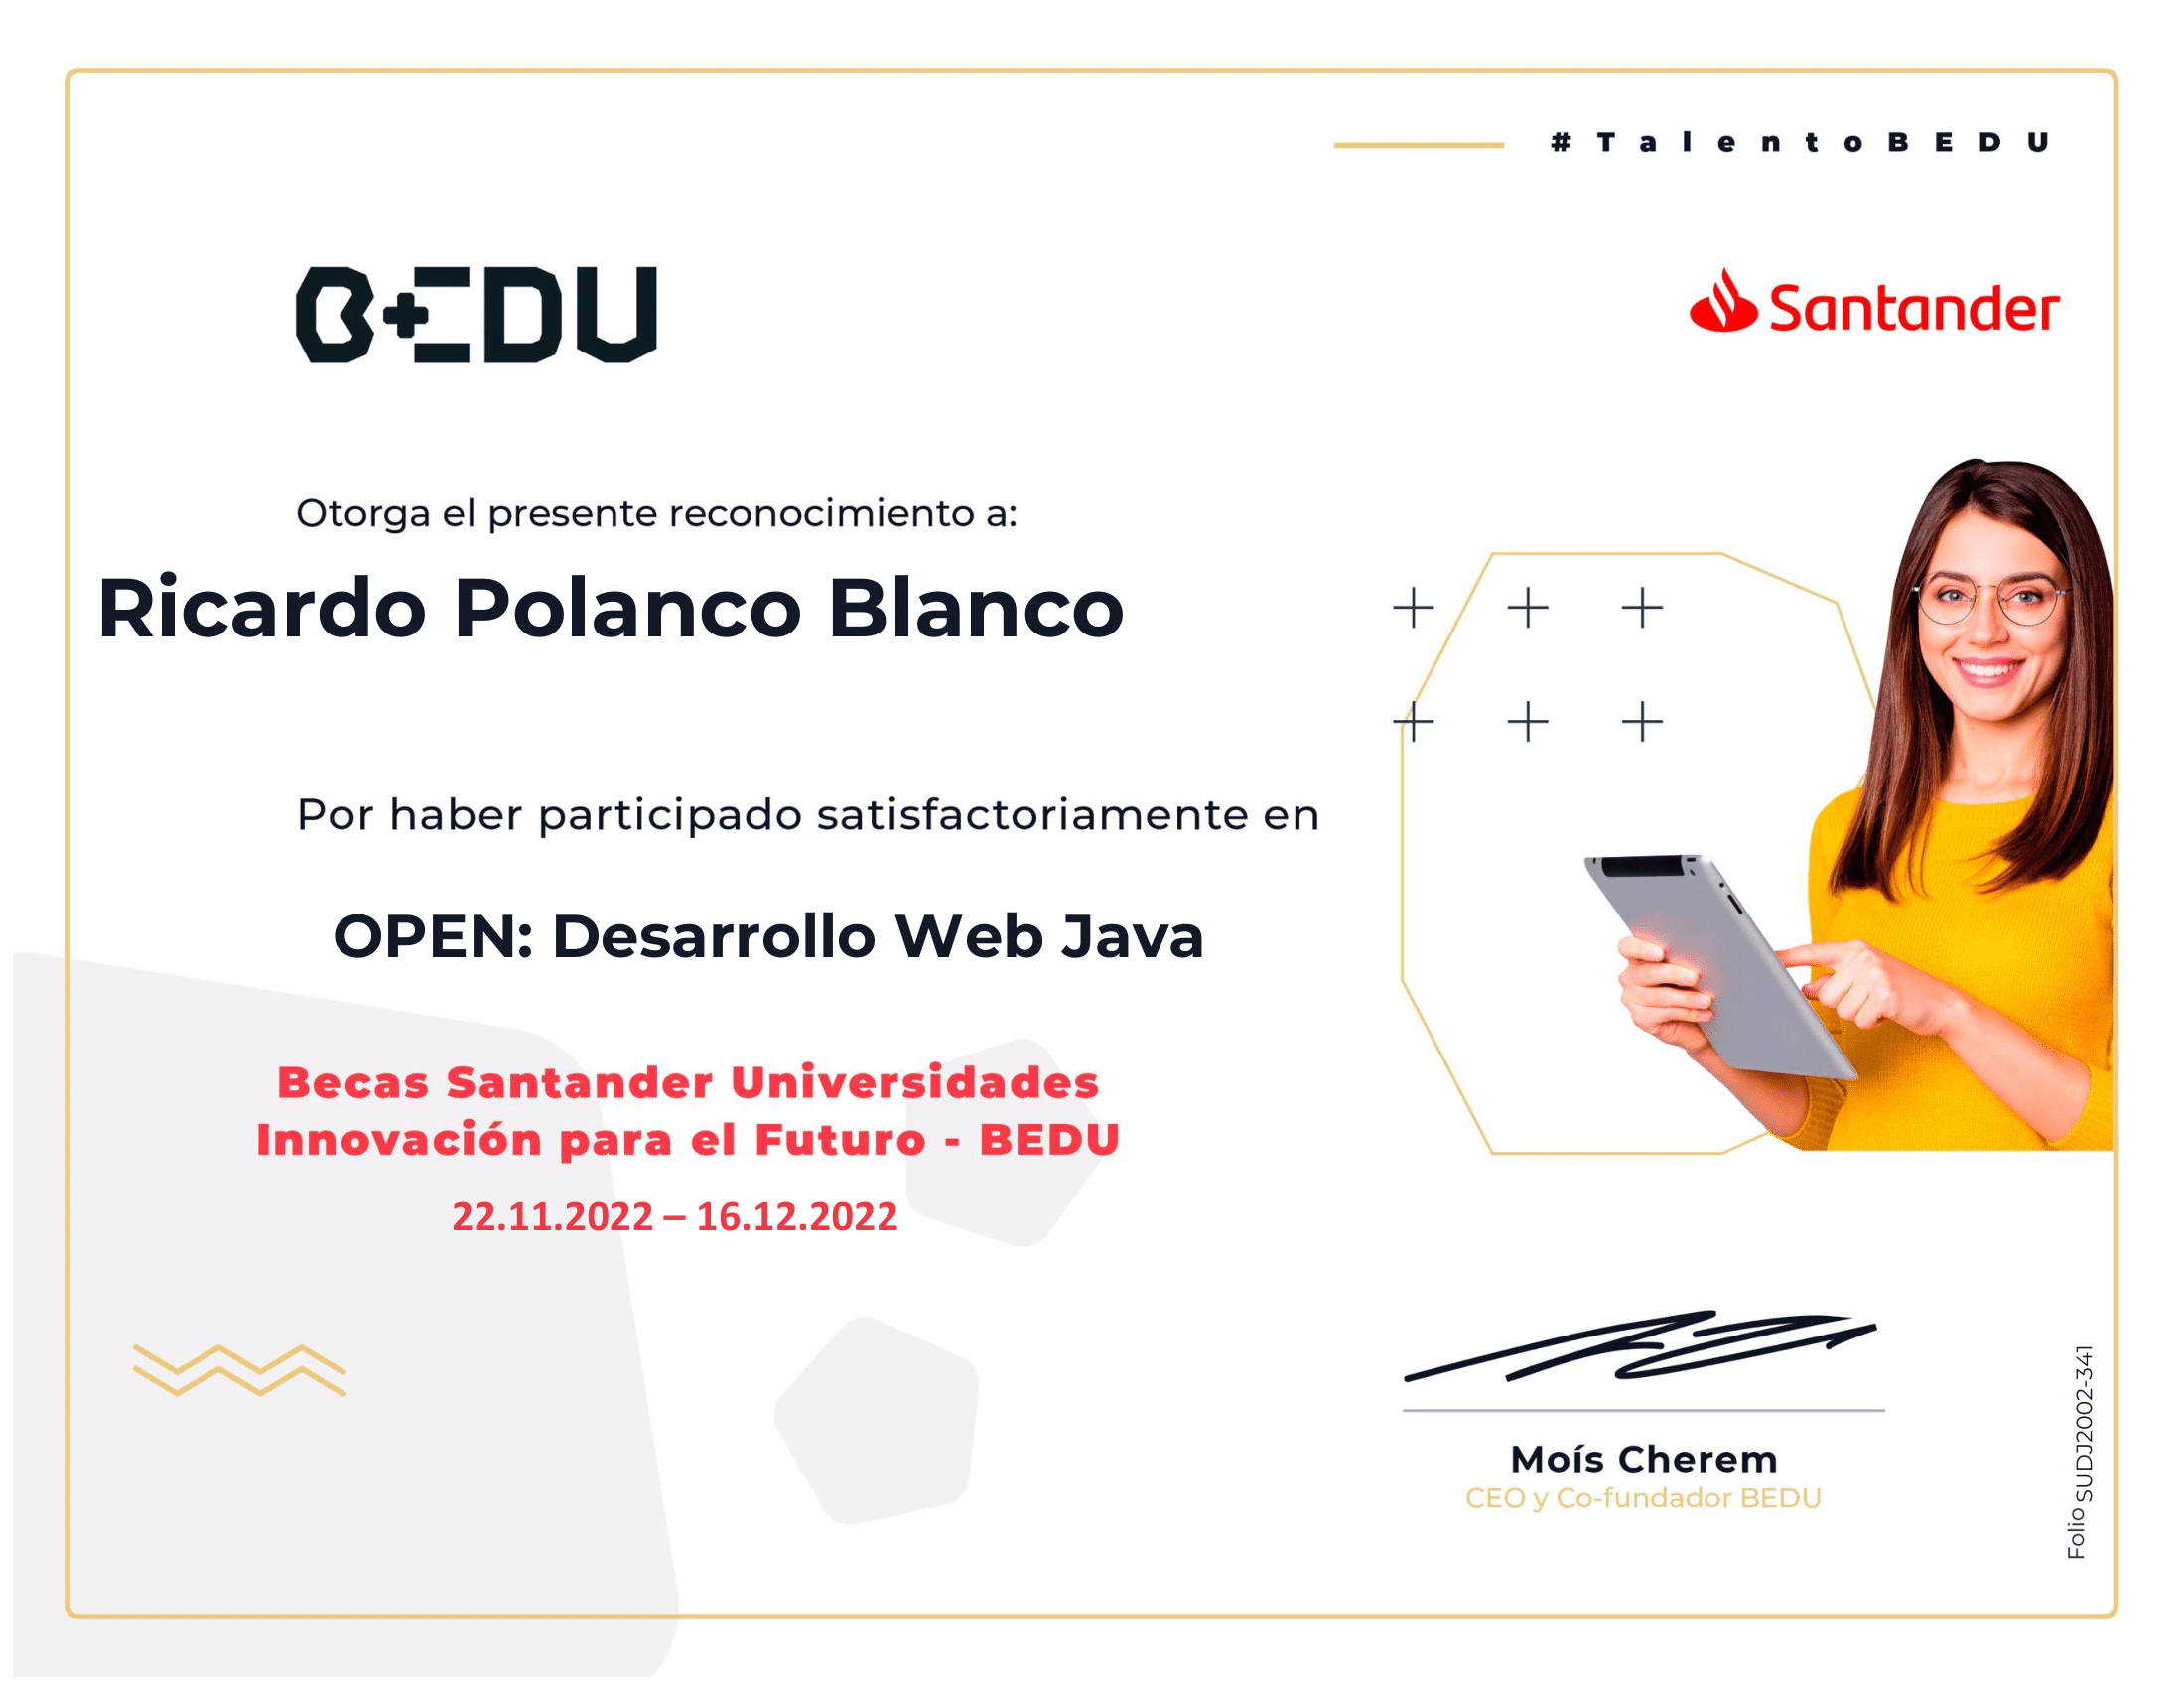 #TalentoBEDU
BEDU
Santander
Otorga el presente reconocimiento a:
Ricardo Polanco Blanco
Por haber participado satisfactoriamente en
OPEN: Desarrollo Web Java
Becas Santander Universidades
Innovación para el Futuro - BEDU
22.11.2022 – 16.12.2022
Moís Cherem
CEO y Co-fundador BEDU
Folio SUDJ2002-341